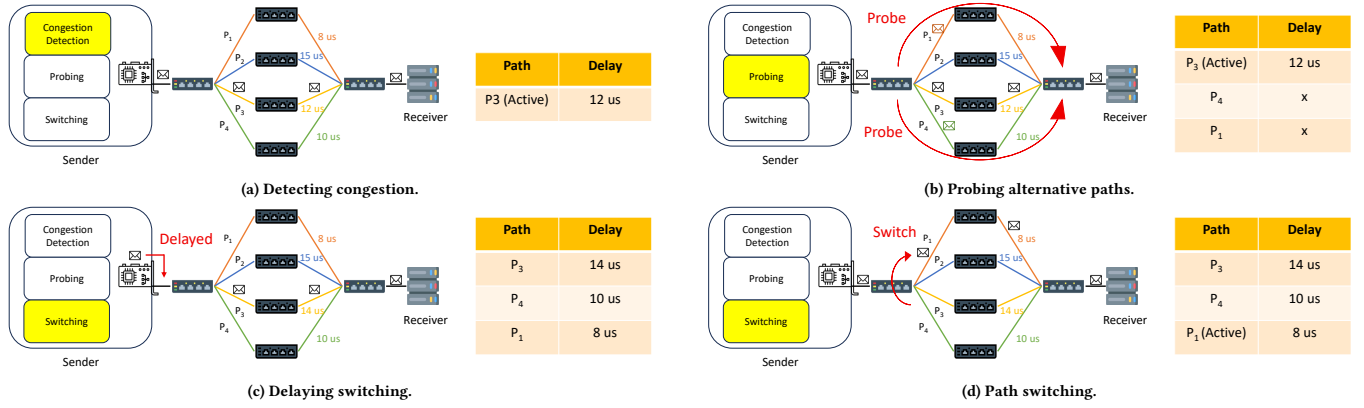 Congestion
Detection
Probing
Switching
Sender
P1
P2
P3
P4
8 us
15 us
12 us
10 us
Receiver
Path Delay
P3 (Active) 12 us
(a) Detecting congestion.
Congestion
Detection
Probing
Switching
Sender
Probe
Probe
P1
P2
P3
P4
8 us
15 us
12 us
10 us
Receiver
Path Delay
P3 (Active) 12 us
P4 x
P1 x
(b) Probing alternative paths.
Congestion
Detection
Probing
Switching
Sender
Delayed
P1
P2
P3
P4
8 us
15 us
14 us
10 us
Receiver
Path Delay
P3 14 us
P4 10 us
P1 8 us
(c) Delaying switching.
Congestion
Detection
Probing
Switching
Sender
Switch
P1
P2
P3
P4
8 us
15 us
14 us
10 us
Receiver
Path Delay
P3 14 us
P4 10 us
P1 (Active) 8 us
(d) Path switching.